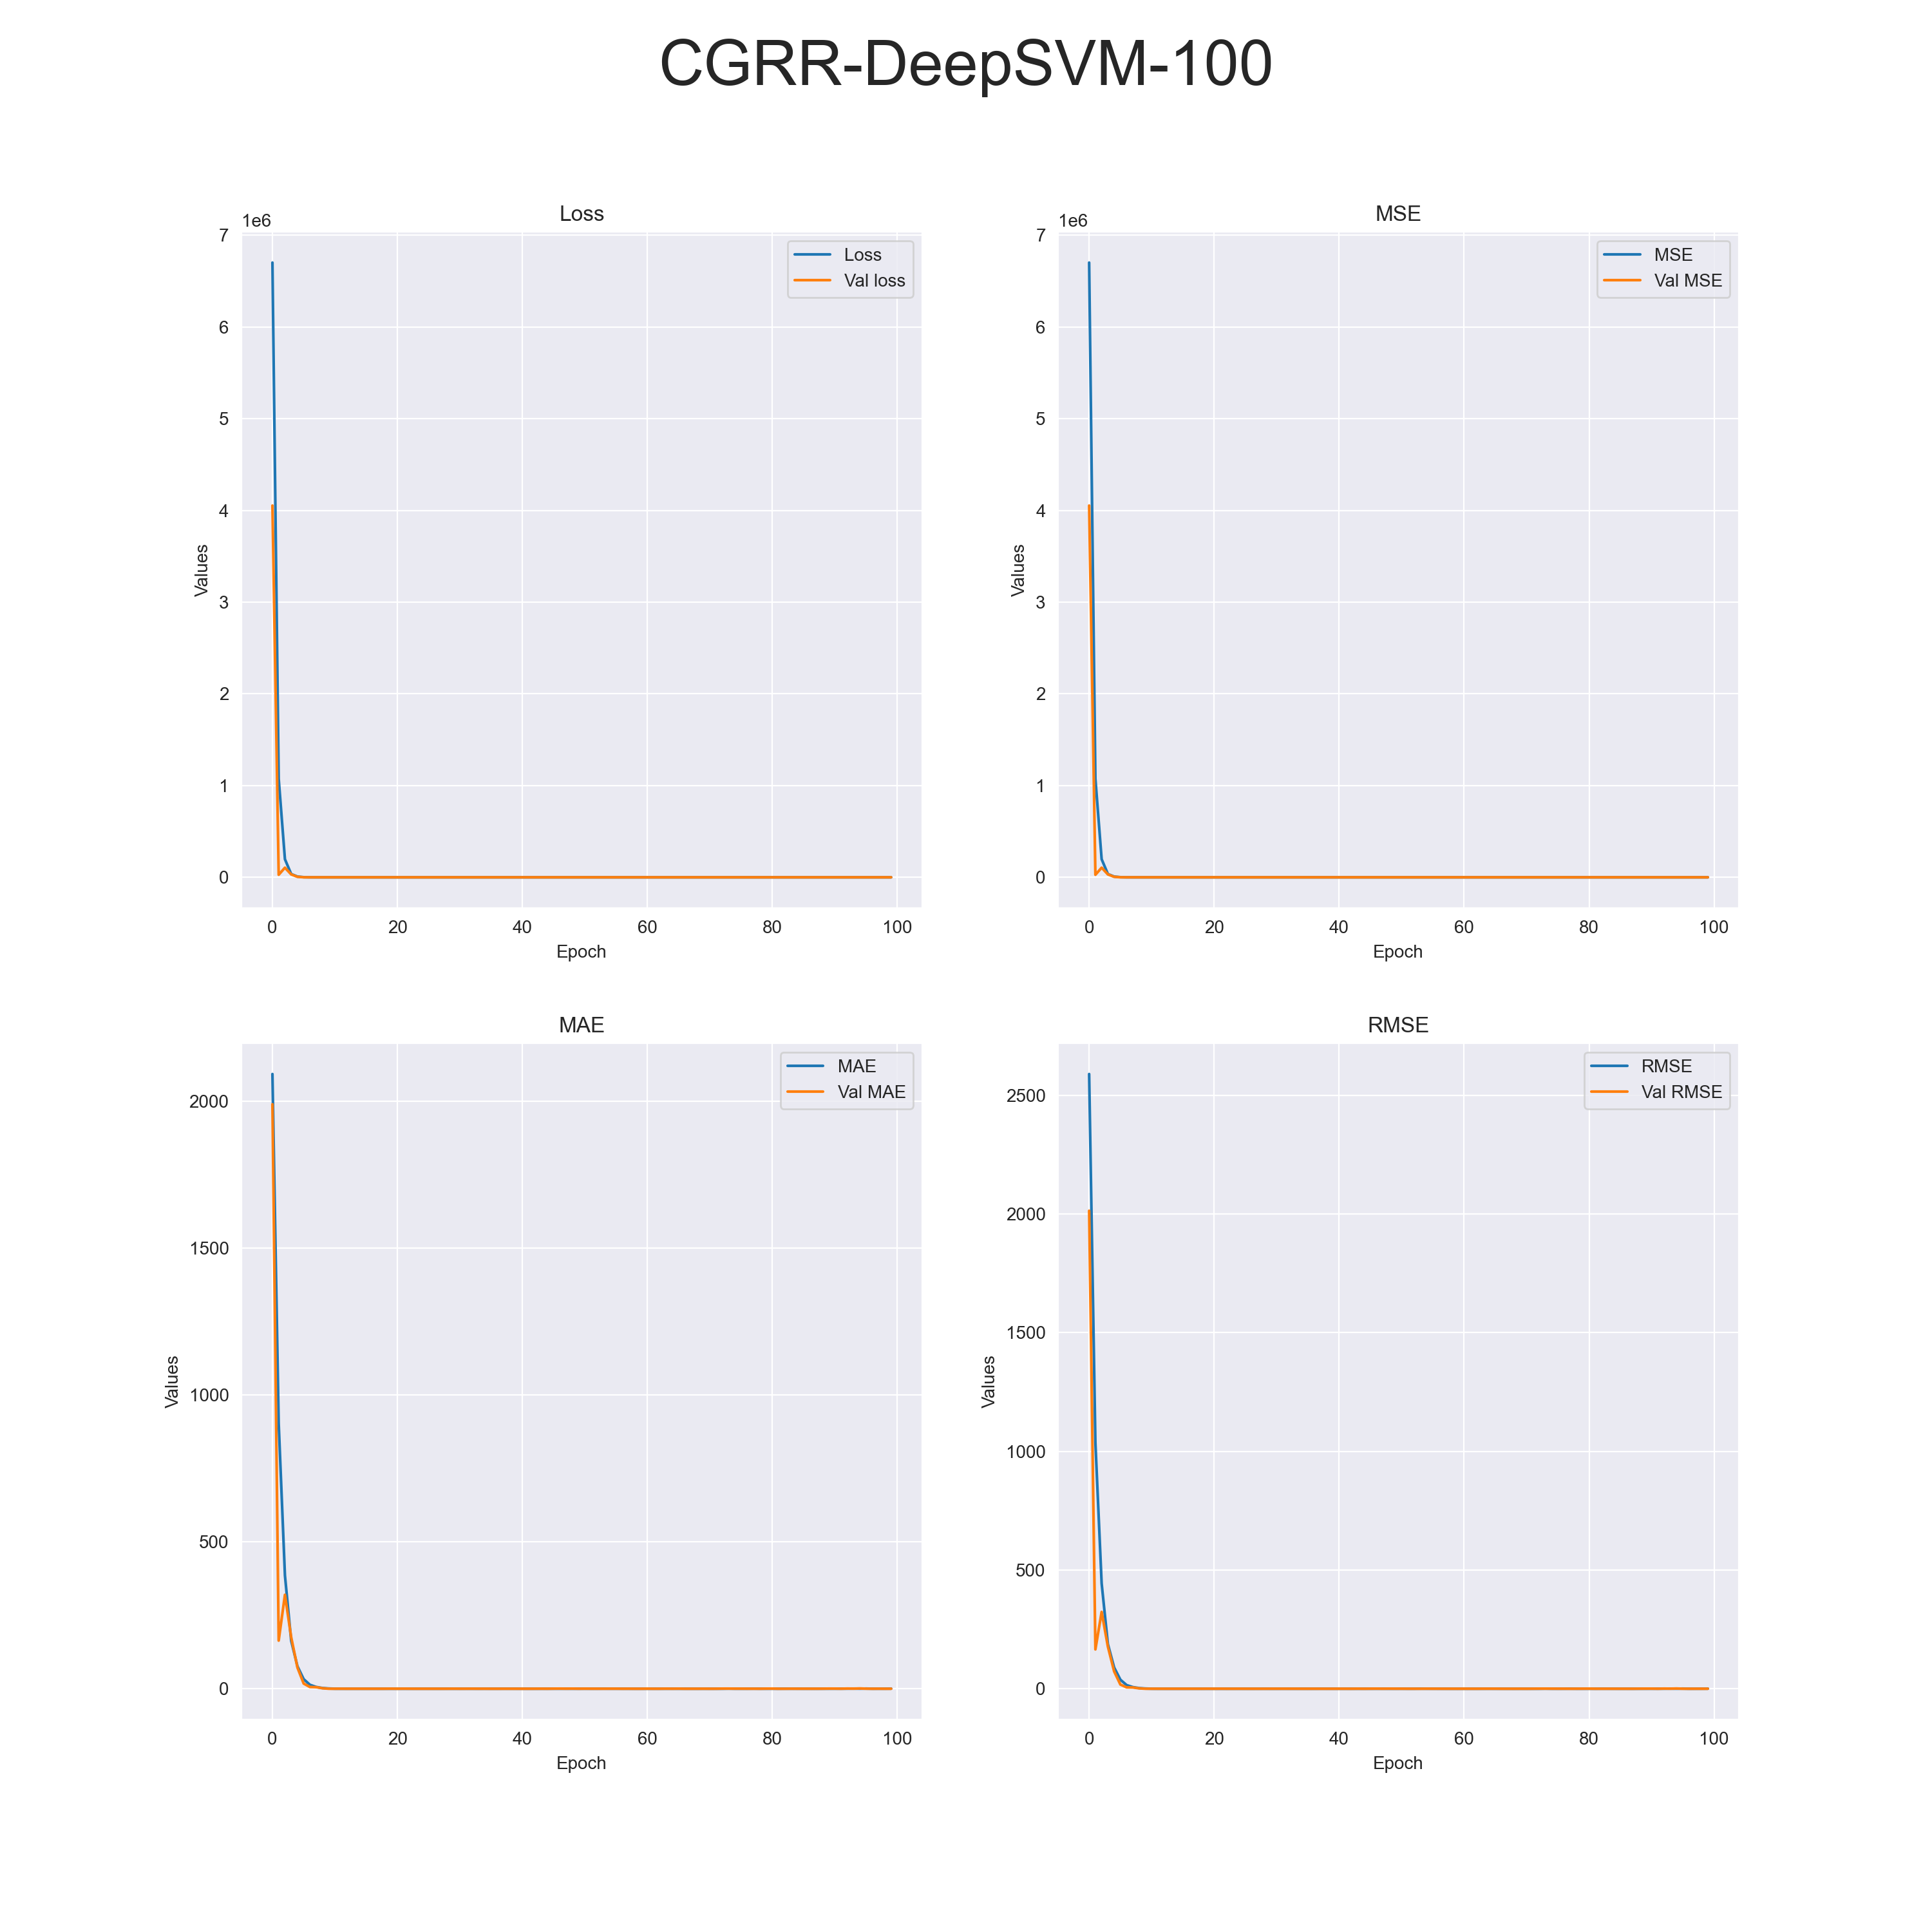 CGRR-DeepSVM-100
Loss
1e6
7
6
5
4
3
2
1
0
Values
0 20 40 60 80 100
Epoch
Loss
Val loss
MSE
1e6
7
6
5
4
3
2
1
0
Values
0 20 40 60 80 100
Epoch
MSE
Val MSE
MAE
2000
1500
1000
500
0
Values
0 20 40 60 80 100
Epoch
MAE
Val MAE
RMSE
2500
2000
1500
1000
500
0
Values
0 20 40 60 80 100
Epoch
RMSE
Val RMSE